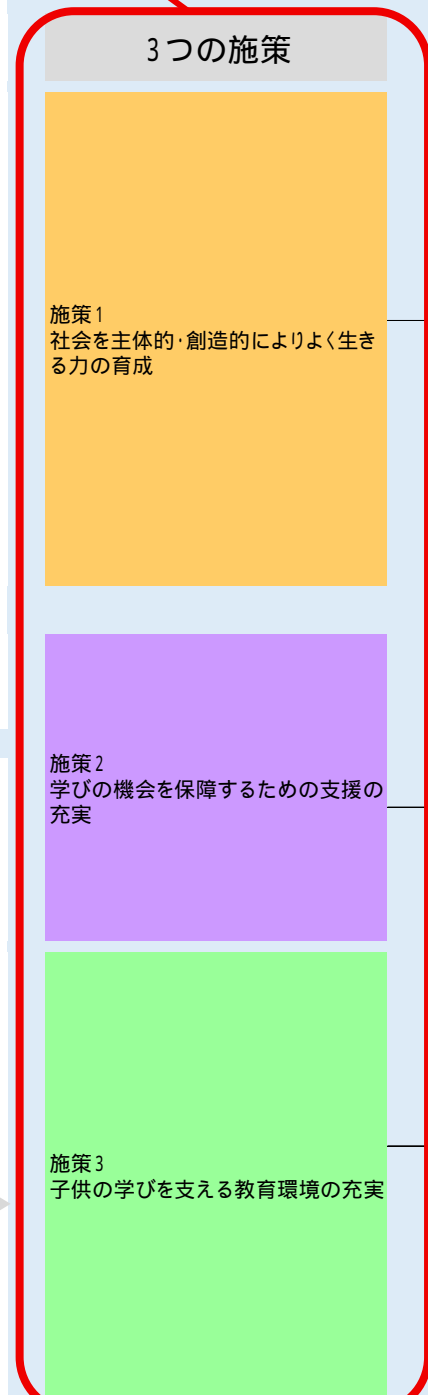 3つの施策
施策1
社会を主体的・創造的によりよく生き
る力の育成
施策2
学びの機会を保障するための支援の
充実
施策3
子供の学びを支える教育環境の充実